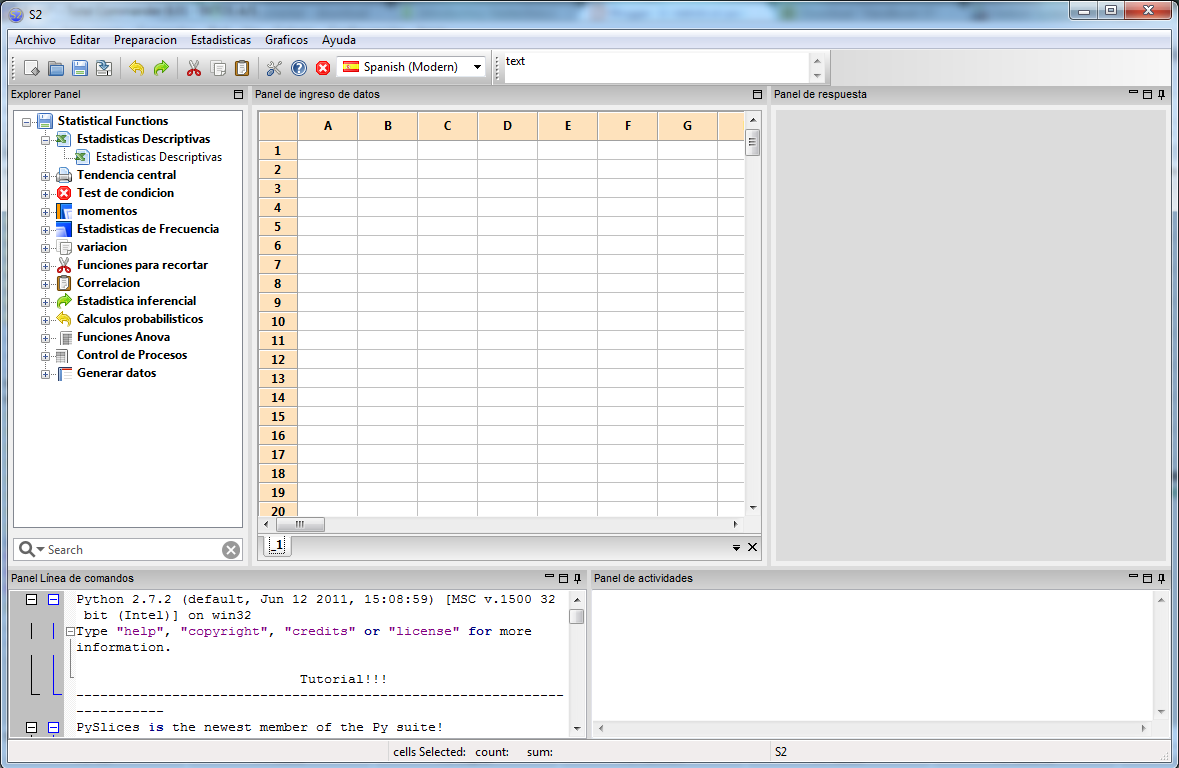 S2
Archivo Editar Preparacion Estadisticas Graficos Ayuda
Spanish (Modern)
text
Explorer Panel
Panel de ingreso de datos
Panel de respuesta
Statistical Functions
Estadisticas Descriptivas
Estadisticas Descriptivas
Tendencia central
Test de condicion
momentos
Estadisticas de Frecuencia
variacion
Funciones para recortar
Correlacion
Estadistica inferencial
Calculos probabilisticos
Funciones Anova
Control de Procesos
Generar datos
Search
A B C D E F G
1
2
3
4
5
6
7
8
9
10
11
12
13
14
15
16
17
18
19
20
_1
Panel Línea de comandos
Panel de actividades
Python 2.7.2 (default, Jun 12 2011, 15:08:59) [MSC v.1500 32
bit (Intel)] on win32
Type "help", "copyright", "credits" or "license" for more
information.
Tutorial!!!
-------------------------------------------------------------
-----------
PySlices is the newest member of the Py suite!
cells Selected: count: sum:
S2